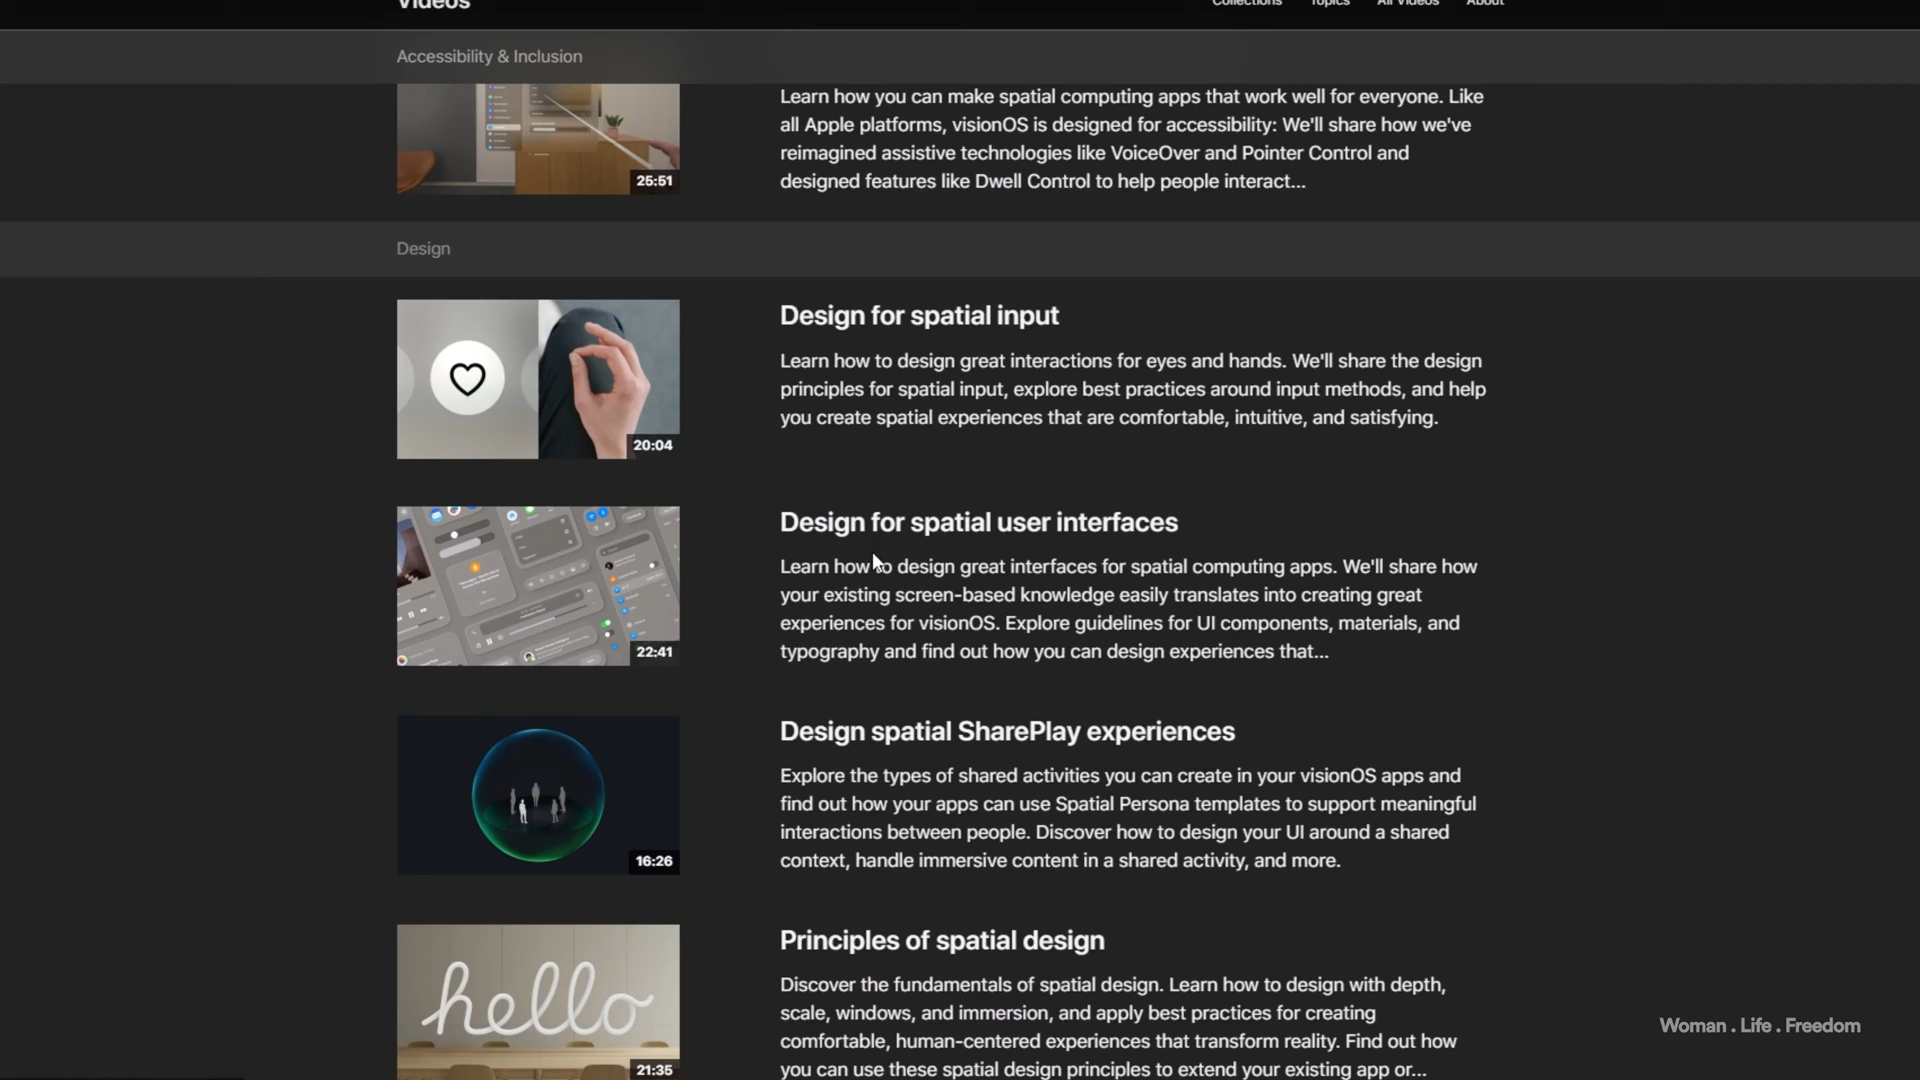 Videos
Collections Topics All Videos About
Accessibility & Inclusion
25:51
Learn how you can make spatial computing apps that work well for everyone. Like
all Apple platforms, visionOS is designed for accessibility: We'll share how we've
reimagined assistive technologies like VoiceOver and Pointer Control and
designed features like Dwell Control to help people interact...
Design
20:04
Design for spatial input
Learn how to design great interactions for eyes and hands. We'll share the design
principles for spatial input, explore best practices around input methods, and help
you create spatial experiences that are comfortable, intuitive, and satisfying.
22:41
Design for spatial user interfaces
Learn how to design great interfaces for spatial computing apps. We'll share how
your existing screen-based knowledge easily translates into creating great
experiences for visionOS. Explore guidelines for UI components, materials, and
typography and find out how you can design experiences that...
16:26
Design spatial SharePlay experiences
Explore the types of shared activities you can create in your visionOS apps and
find out how your apps can use Spatial Persona templates to support meaningful
interactions between people. Discover how to design your UI around a shared
context, handle immersive content in a shared activity, and more.
hello
21:35
Principles of spatial design
Discover the fundamentals of spatial design. Learn how to design with depth,
scale, windows, and immersion, and apply best practices for creating
comfortable, human-centered experiences that transform reality. Find out how
you can use these spatial design principles to extend your existing app or...
Woman . Life . Freedom